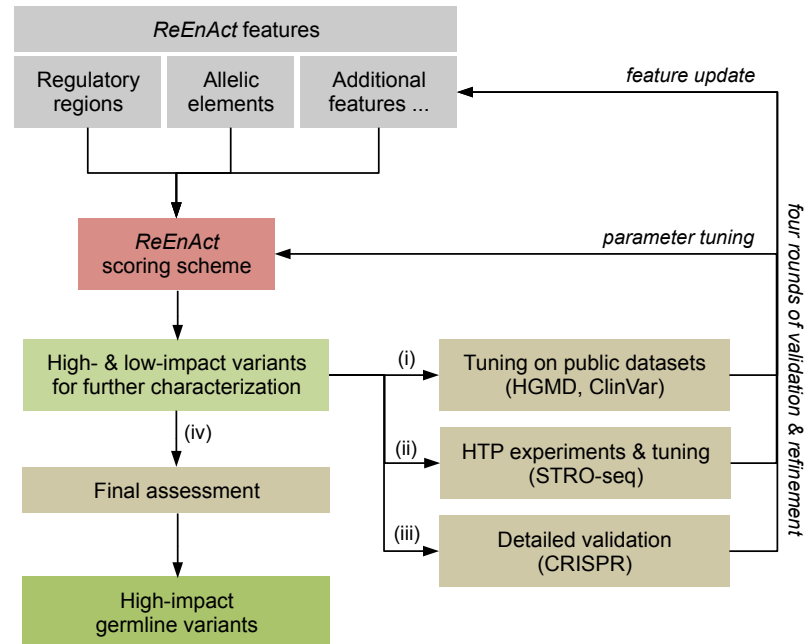 ReEnAct features
Regulatory
regions
Allelic
elements
Additional
features ...
feature update
ReEnAct
scoring scheme
parameter tuning
four rounds of validation & refinement
High- & low-impact variants
for further characterization
(i)
Tuning on public datasets
(HGMD, ClinVar)
(ii)
HTP experiments & tuning
(STRO-seq)
(iii)
Detailed validation
(CRISPR)
(iv)
Final assessment
High-impact
germline variants